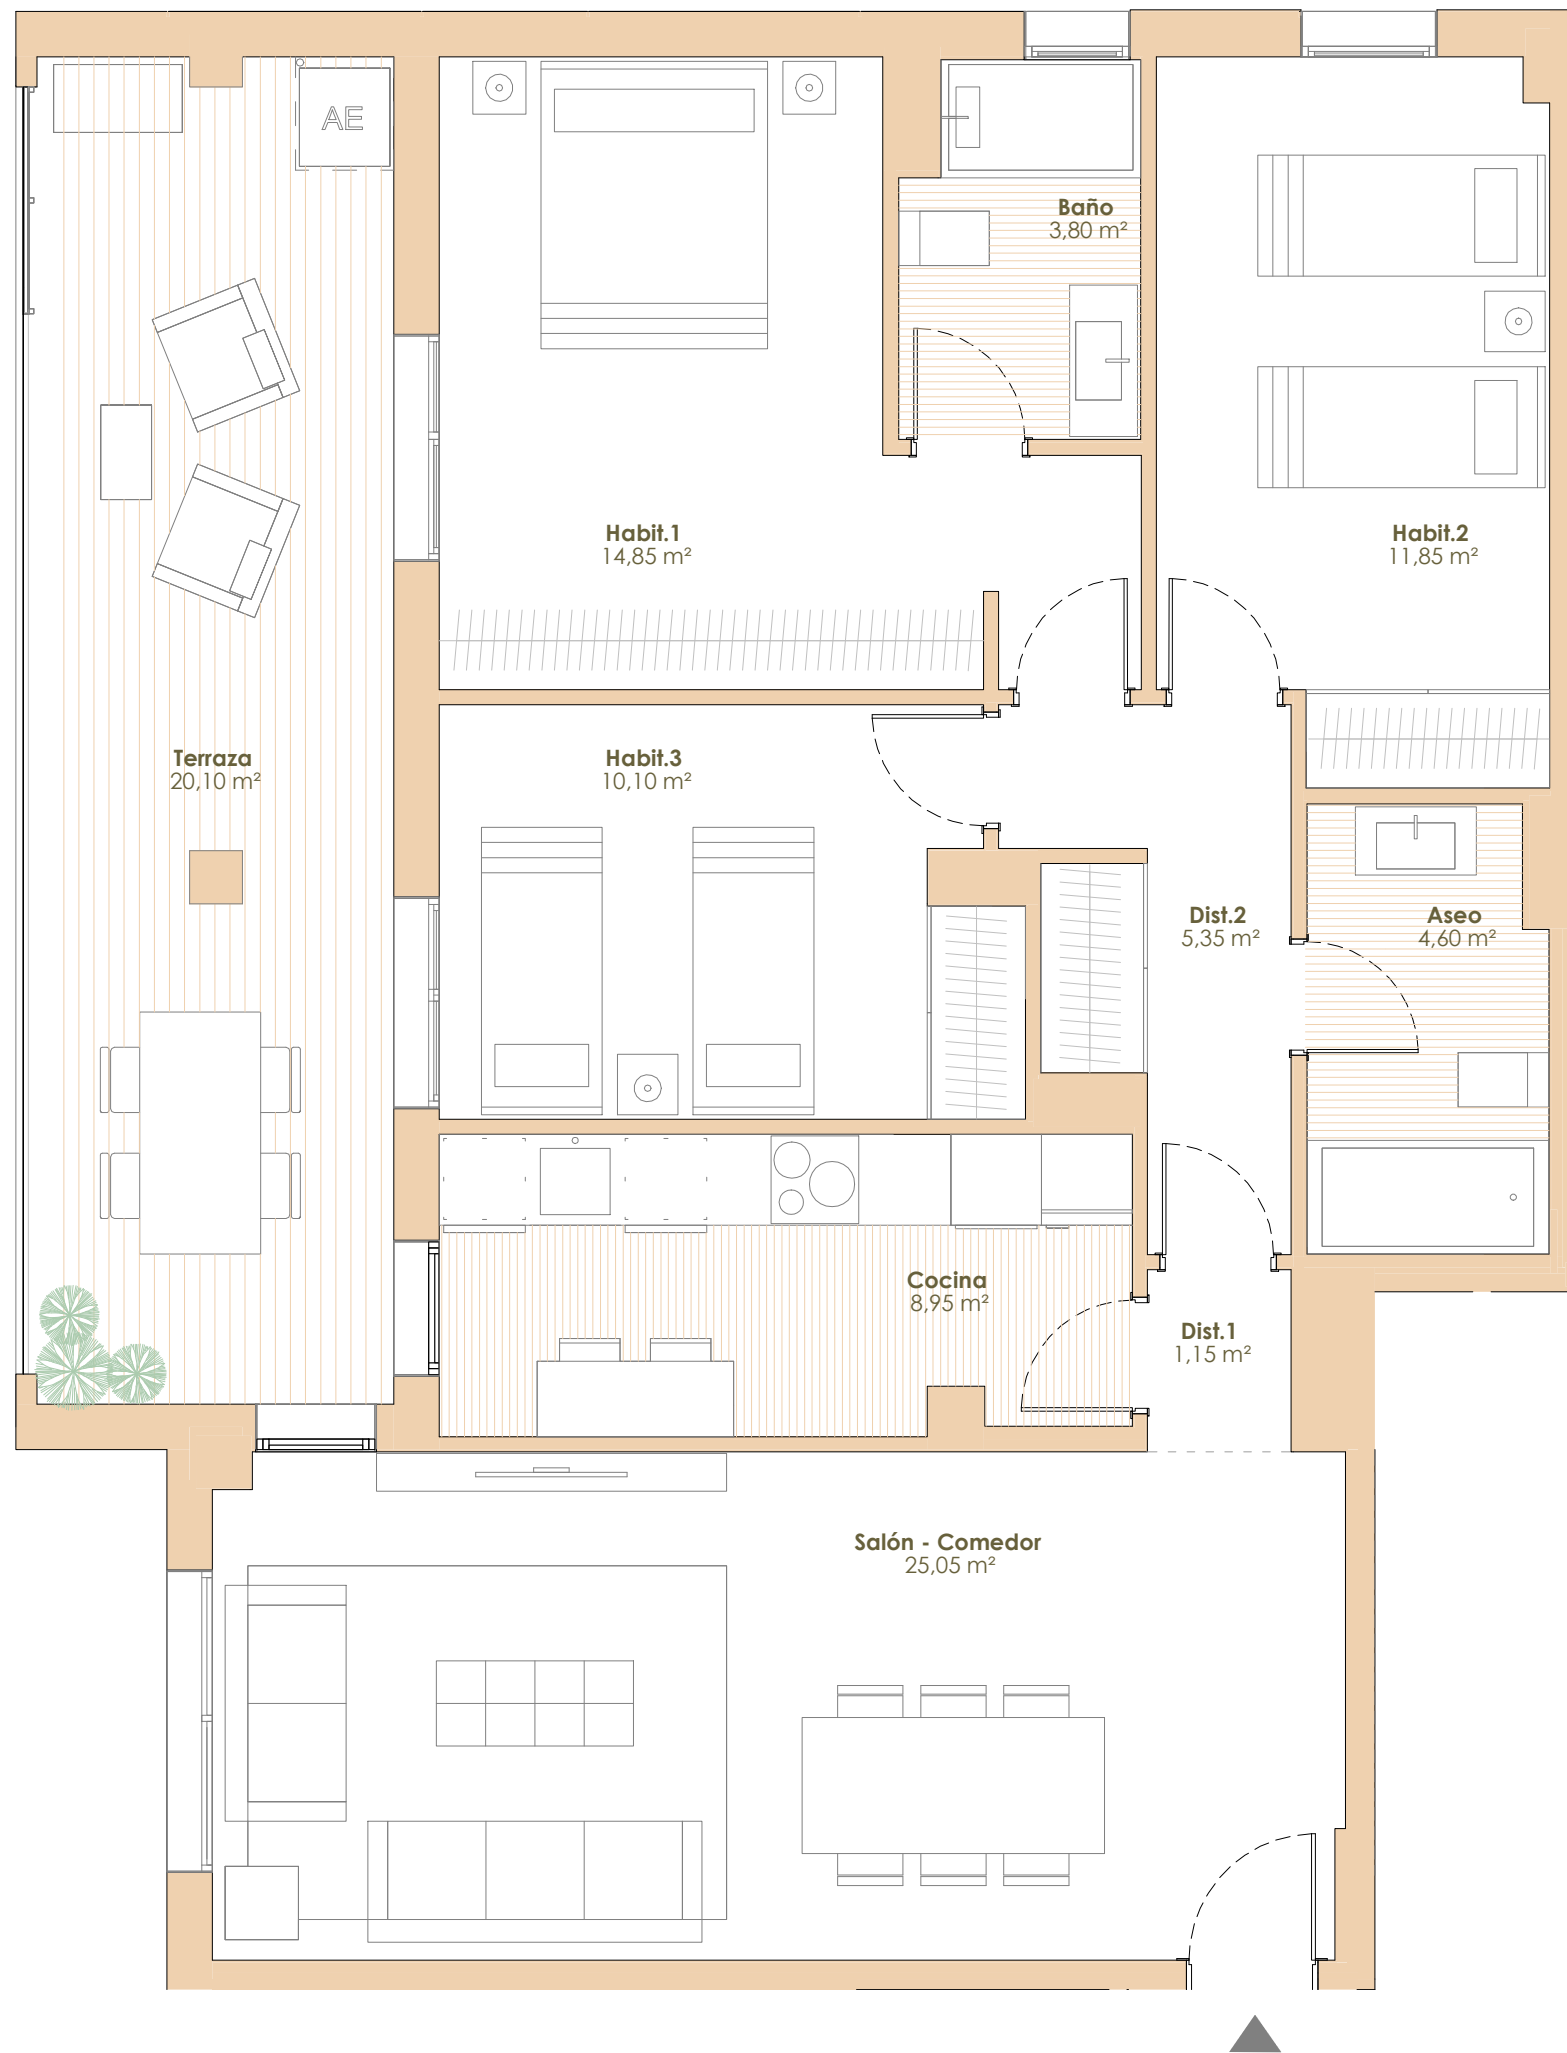 AE
Baño
3,80 m²
Habit.1
14,85 m²
Habit.2
11,85 m²
Terraza
20,10 m²
Habit.3
10,10 m²
Dist.2
5,35 m²
Aseo
4,60 m²
Cocina
8,95 m²
Dist.1
1,15 m²
Salón - Comedor
25,05 m²